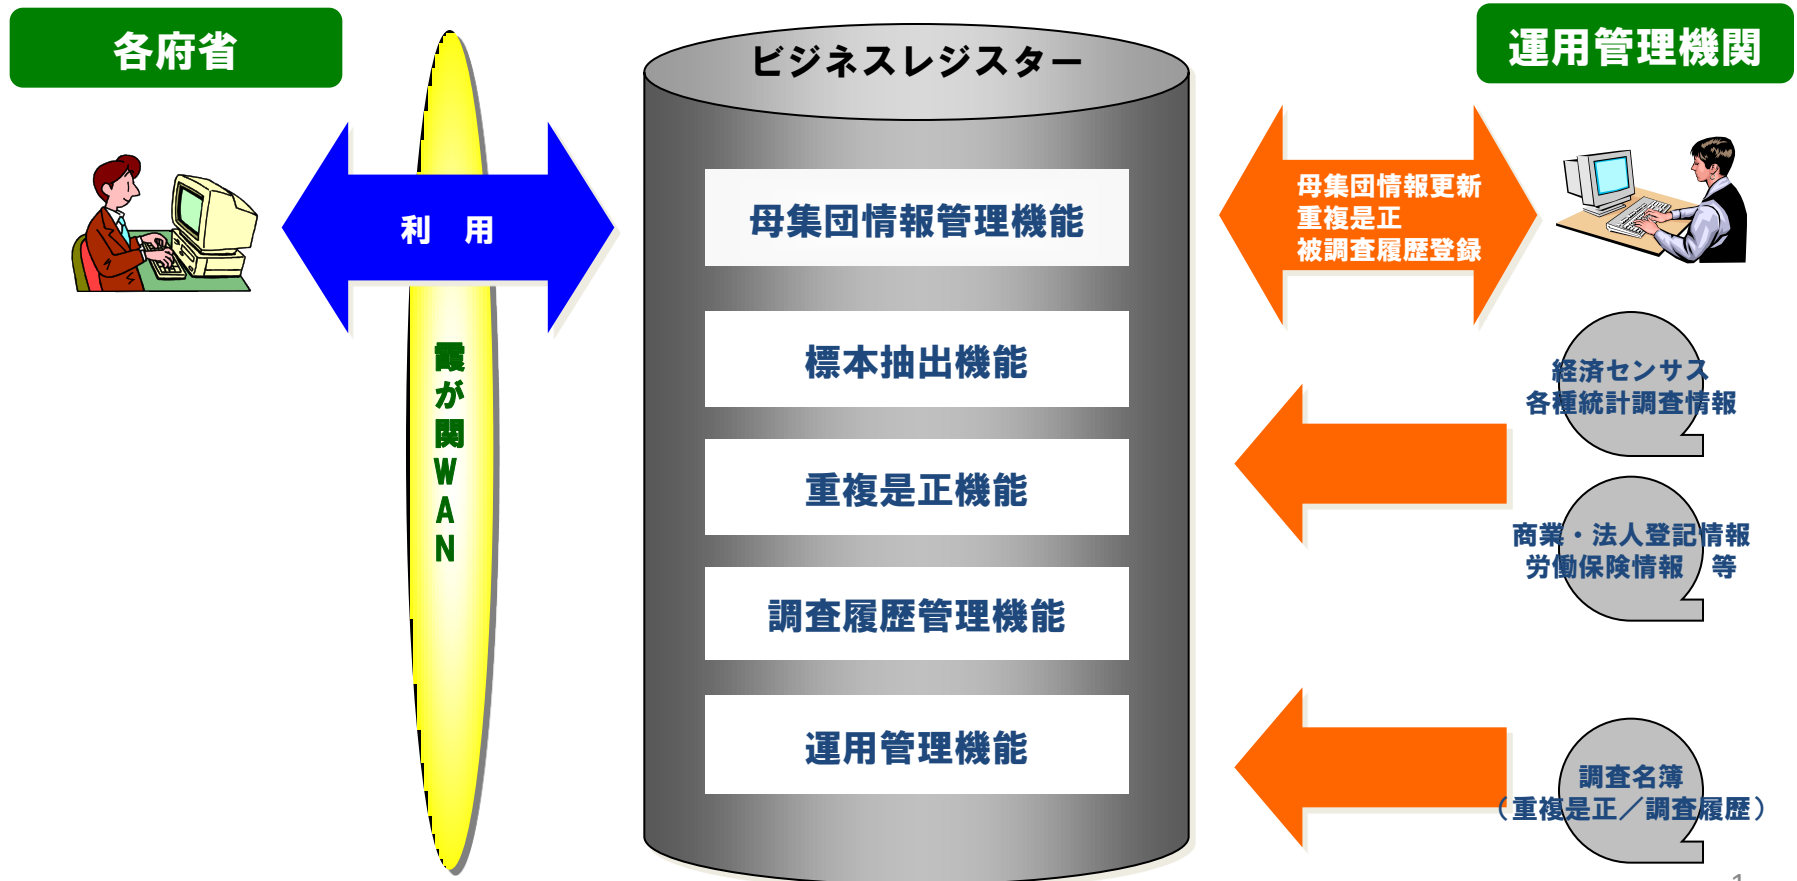 各府省
ビジネスレジスター
運用管理機関
利　用
霞が関WAN
母集団情報管理機能
標本抽出機能
重複是正機能
調査履歴管理機能
運用管理機能
母集団情報更新
重複是正
被調査履歴登録
経済センサス
各種統計調査情報
商業・法人登記情報
労働保険情報　等
調査名簿
（重複是正／調査履歴）
1